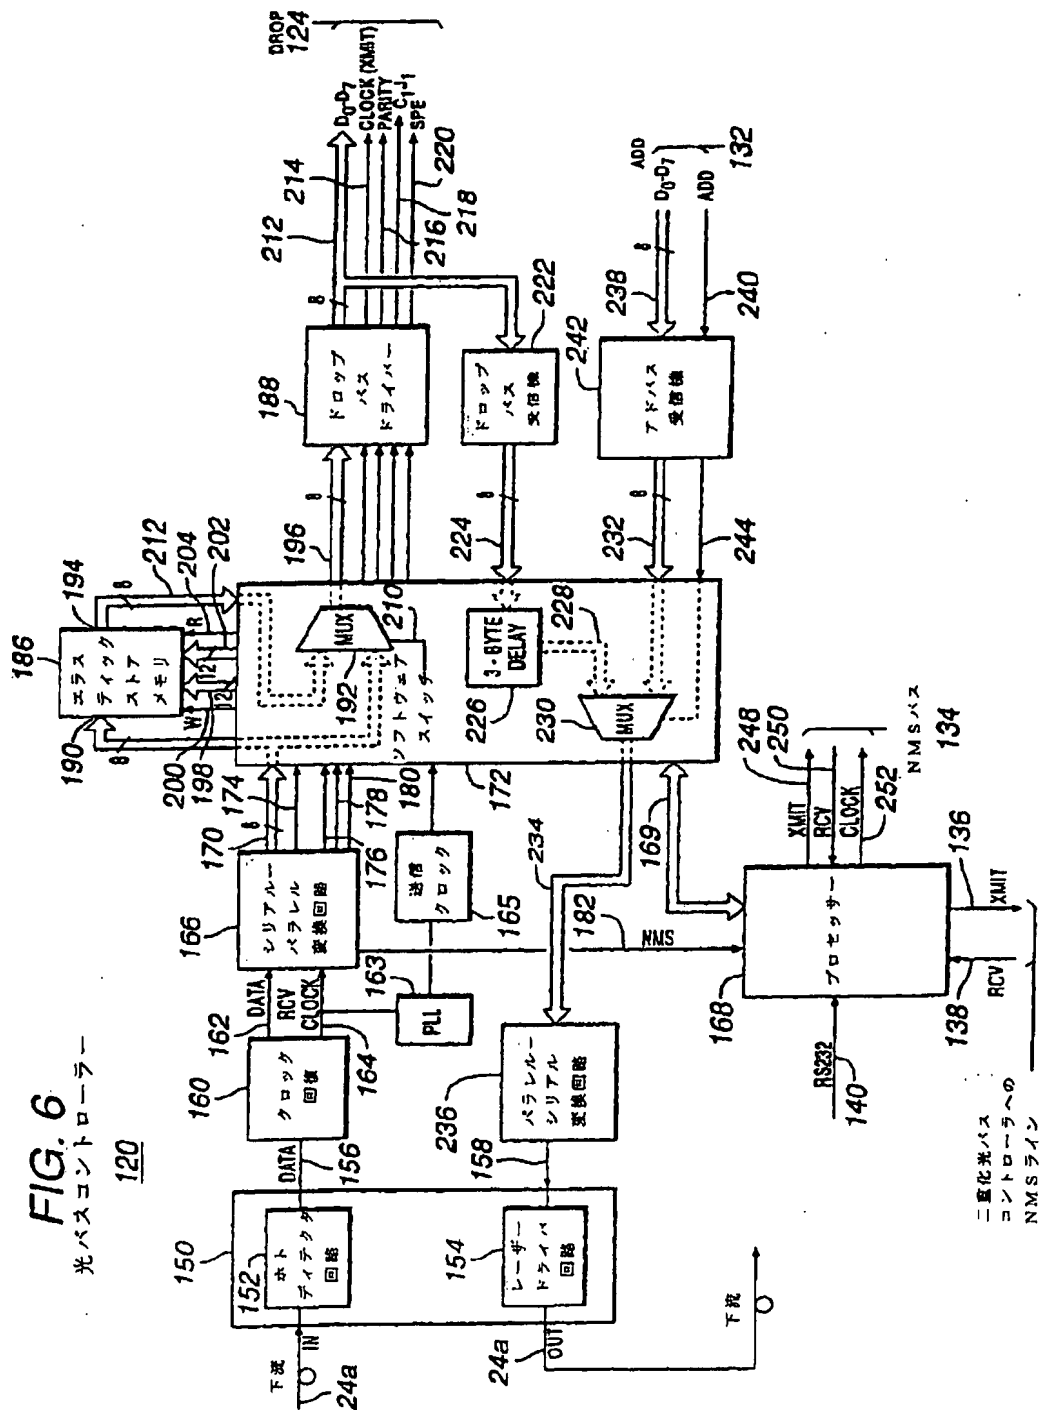 FIG. 6
光バスコントローラー
120
下流
IN
24a
150
152
ホト
ディテクタ
回路
154
レーザー
ドライバ
回路
24a
OUT
下流
DATA
156
158
160
クロック
回復
DATA
162
RCV
CLOCK
164
163
PLL
165
送信
クロック
166
シリアルー
パラレル
変換回路
236
パラレルー
シリアル
変換回路
234
182
NMS
168
プロセッサー
RS232
140
169
170
8
174
176
178
180
172
186
エラス
ティック
ストア
メモリ
190
8
W
200
198
12
12
R
194
8
212
204
202
192
MUX
210
ソフトウェア
スイッチ
3-BYTE
DELAY
226
228
230
MUX
196
8
188
ドロップ
バス
ドライバー
8
212
214
216
218
220
D0-D7
CLOCK (XMIT)
PARITY
C1J1
SPE
DROP
124
222
ドロップ
バス
受信機
224
8
242
アドバス
受信機
232
8
244
238
8
240
ADD
D0-D7
ADD
132
XMIT
RCV
CLOCK
248
250
252
NMSバス
134
136
XMIT
138
RCV
二重化光バス
コントローラへの
NMSライン